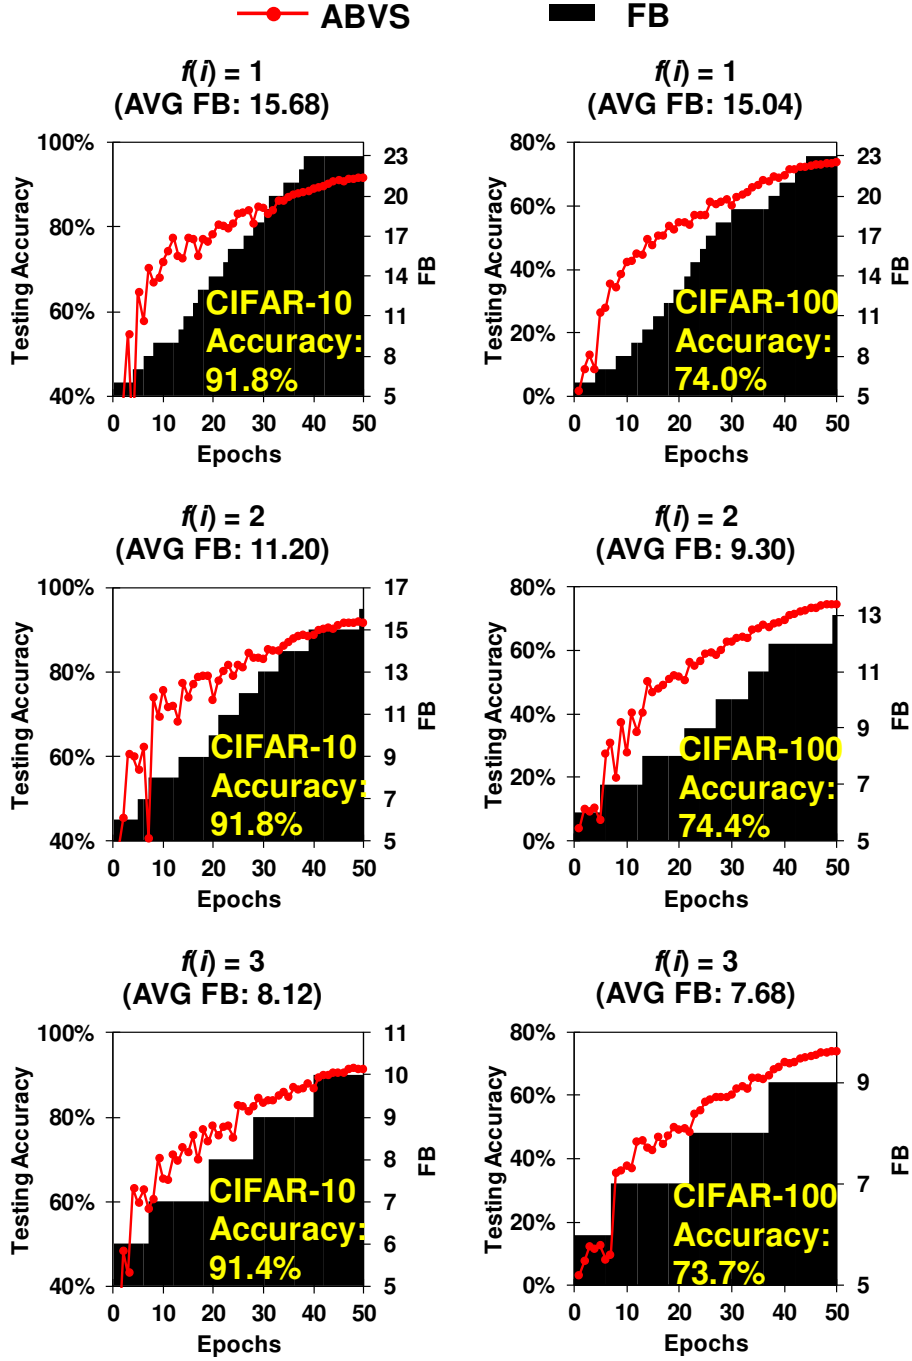 ABVS FB
f(i) = 1
(AVG FB: 15.68)
100%
80%
60%
40%
Testing Accuracy
23
20
17
14
11
8
5
FB
CIFAR-10
Accuracy:
91.8%
0 10 20 30 40 50
Epochs
f(i) = 1
(AVG FB: 15.04)
80%
60%
40%
20%
0%
Testing Accuracy
23
20
17
14
11
8
5
FB
CIFAR-100
Accuracy:
74.0%
0 10 20 30 40 50
Epochs
f(i) = 2
(AVG FB: 11.20)
100%
80%
60%
40%
Testing Accuracy
17
15
13
11
9
7
5
FB
CIFAR-10
Accuracy:
91.8%
0 10 20 30 40 50
Epochs
f(i) = 2
(AVG FB: 9.30)
80%
60%
40%
20%
0%
Testing Accuracy
13
11
9
7
5
FB
CIFAR-100
Accuracy:
74.4%
0 10 20 30 40 50
Epochs
f(i) = 3
(AVG FB: 8.12)
100%
80%
60%
40%
Testing Accuracy
11
10
9
8
7
6
5
FB
CIFAR-10
Accuracy:
91.4%
0 10 20 30 40 50
Epochs
f(i) = 3
(AVG FB: 7.68)
80%
60%
40%
20%
0%
Testing Accuracy
9
7
5
FB
CIFAR-100
Accuracy:
73.7%
0 10 20 30 40 50
Epochs